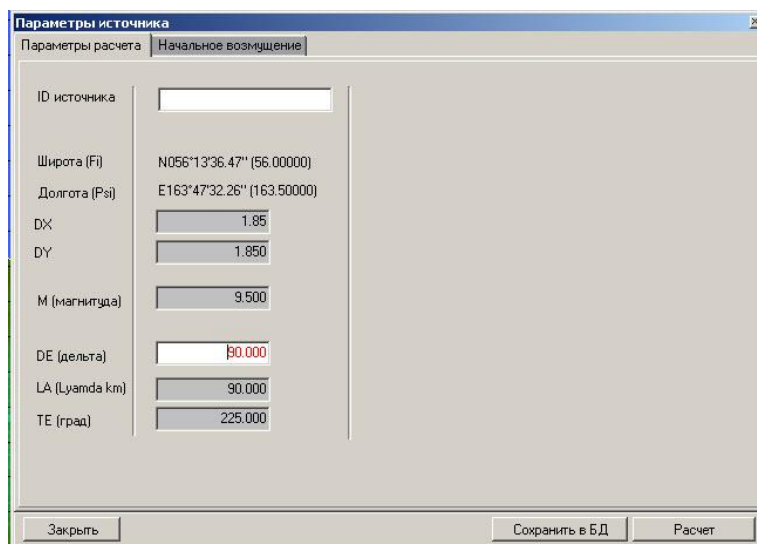 Параметры источника
Параметры расчета Начальное возмущение
ID источника
Широта (Fi) N056°13'36.47" (56.00000)
Долгота (Psi) E163°47'32.26" (163.50000)
DX 1.85
DY 1.850
М (магнитуда) 9.500
DE (дельта) 90.000
LA (Lyamda km) 90.000
TE (град) 225.000
Закрыть Сохранить в БД Расчет